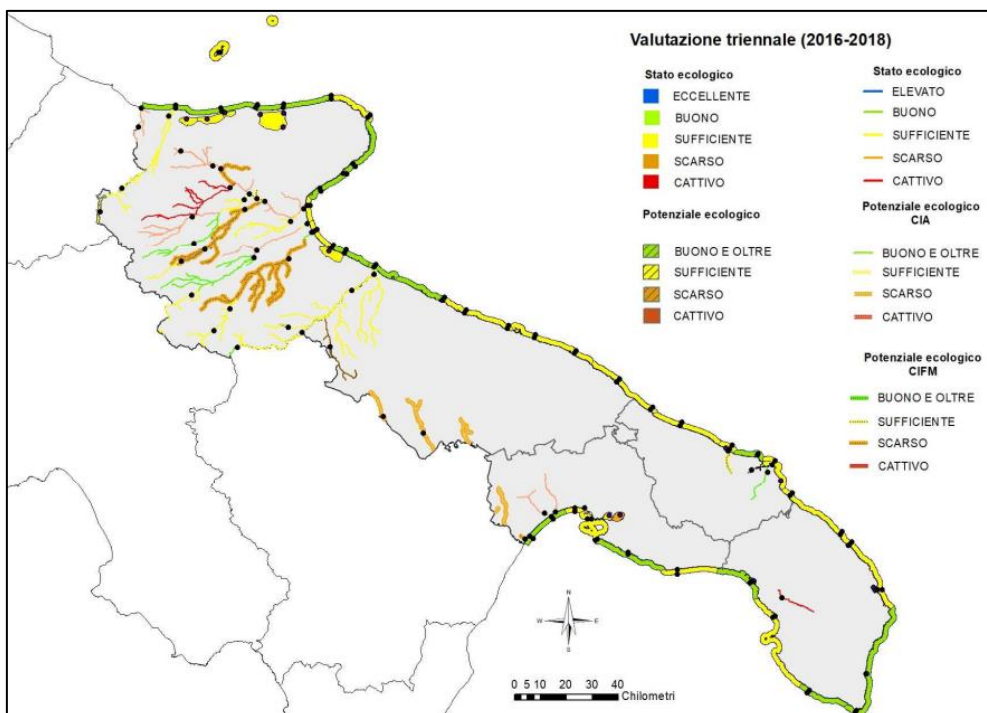 Valutazione triennale (2016-2018)
Stato ecologico
ECCELLENTE
BUONO
SUFFICIENTE
SCARSO
CATTIVO
Potenziale ecologico
BUONO E OLTRE
SUFFICIENTE
SCARSO
CATTIVO
Stato ecologico
ELEVATO
BUONO
SUFFICIENTE
SCARSO
CATTIVO
Potenziale ecologico
CIA
BUONO E OLTRE
SUFFICIENTE
SCARSO
CATTIVO
Potenziale ecologico
CIFM
BUONO E OLTRE
SUFFICIENTE
SCARSO
CATTIVO
N
W E
S
0 5 10 20 30 40
Chilometri